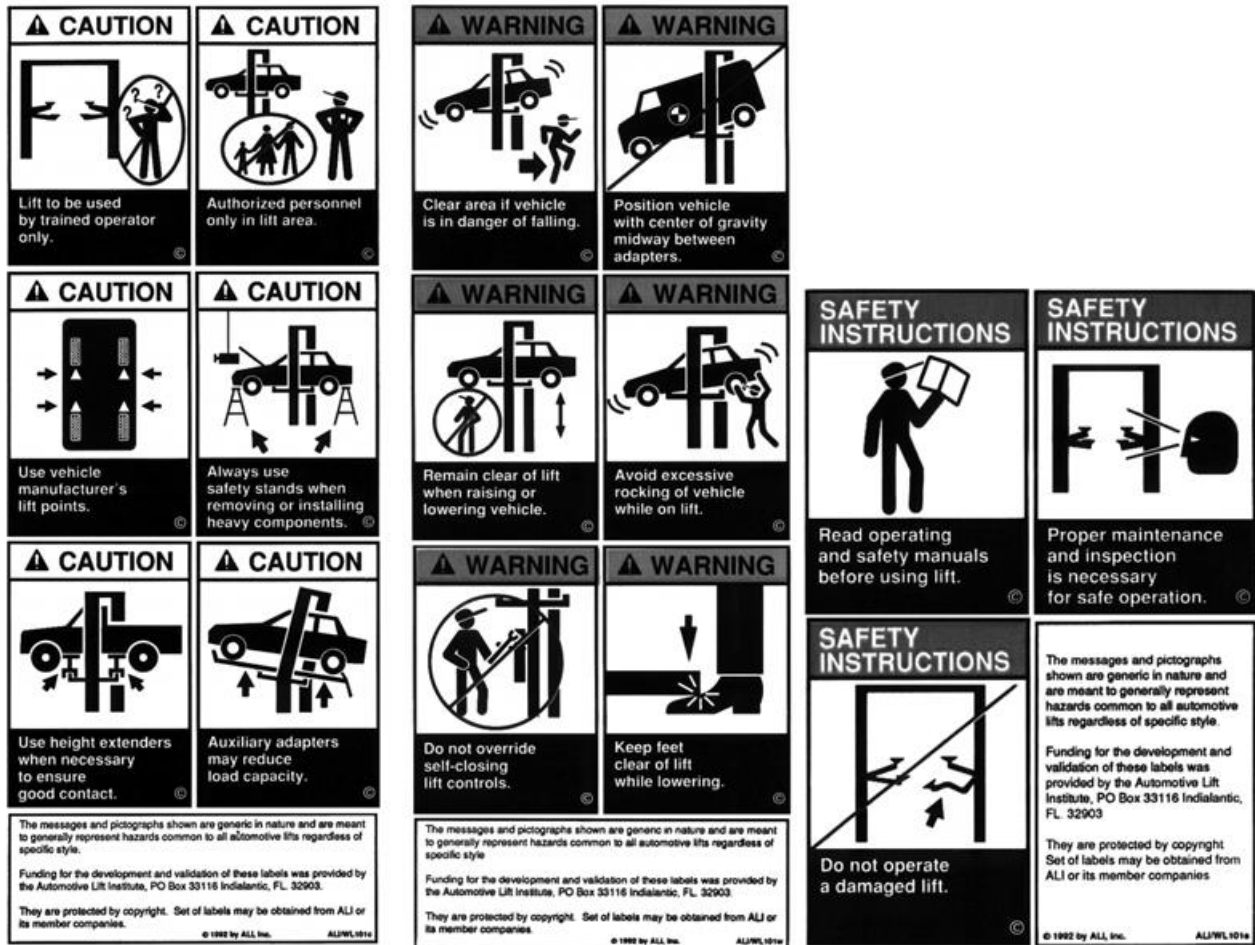 CAUTION
Lift to be used
by trained operator
only.
©
CAUTION
Authorized personnel
only in lift area.
©
CAUTION
Use vehicle
manufacturer's
lift points.
©
CAUTION
Always use
safety stands when
removing or installing
heavy components.
©
CAUTION
Use height extenders
when necessary
to ensure
good contact.
©
CAUTION
Auxiliary adapters
may reduce
load capacity.
©
The messages and pictographs shown are generic in nature and are meant
to generally represent hazards common to all automotive lifts regardless of
specific style.
Funding for the development and validation of these labels was provided by
the Automotive Lift Institute, PO Box 33116 Indialantic, FL. 32903.
They are protected by copyright. Set of labels may be obtained from ALI or
its member companies.
© 1992 by ALI, Inc. ALI/WL101c
WARNING
Clear area if vehicle
is in danger of falling.
©
WARNING
Position vehicle
with center of gravity
midway between
adapters.
©
WARNING
Remain clear of lift
when raising or
lowering vehicle.
©
WARNING
Avoid excessive
rocking of vehicle
while on lift.
©
WARNING
Do not override
self-closing
lift controls.
©
WARNING
Keep feet
clear of lift
while lowering.
©
The messages and pictographs shown are generic in nature and are meant
to generally represent hazards common to all automotive lifts regardless of
specific style
Funding for the development and validation of these labels was provided by
the Automotive Lift Institute, PO Box 33116 Indialantic, FL. 32903.
They are protected by copyright. Set of labels may be obtained from ALI or
its member companies.
© 1992 by ALI, Inc. ALI/WL101w
SAFETY
INSTRUCTIONS
Read operating
and safety manuals
before using lift.
©
SAFETY
INSTRUCTIONS
Proper maintenance
and inspection
is necessary
for safe operation.
©
SAFETY
INSTRUCTIONS
Do not operate
a damaged lift.
©
The messages and pictographs
shown are generic in nature and
are meant to generally represent
hazards common to all automotive
lifts regardless of specific style.
Funding for the development and
validation of these labels was
provided by the Automotive Lift
Institute, PO Box 33116 Indialantic,
FL. 32903
They are protected by copyright
Set of labels may be obtained from
ALI or its member companies
© 1992 by ALI, Inc. ALI/WL101s
? ? ?